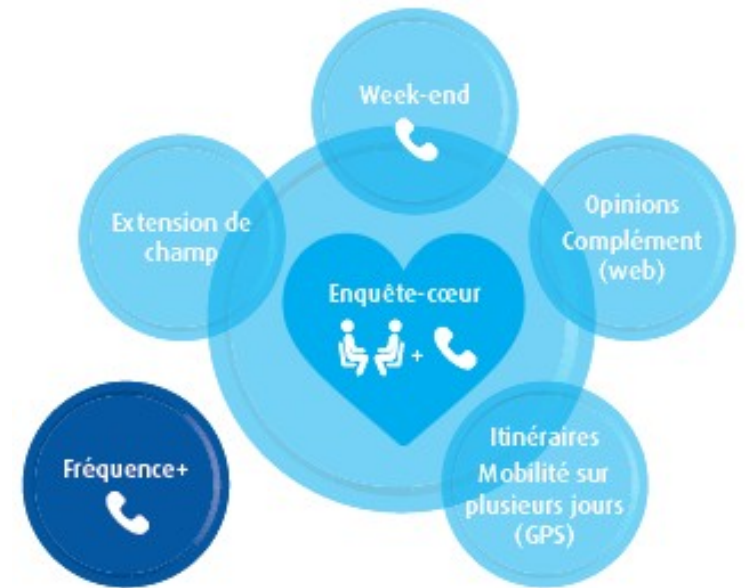 Week-end
Extension de
champ
Opinions
Complément
(web)
Enquête-cœur
+
Fréquence+
Itinéraires
Mobilité sur
plusieurs jours
(GPS)